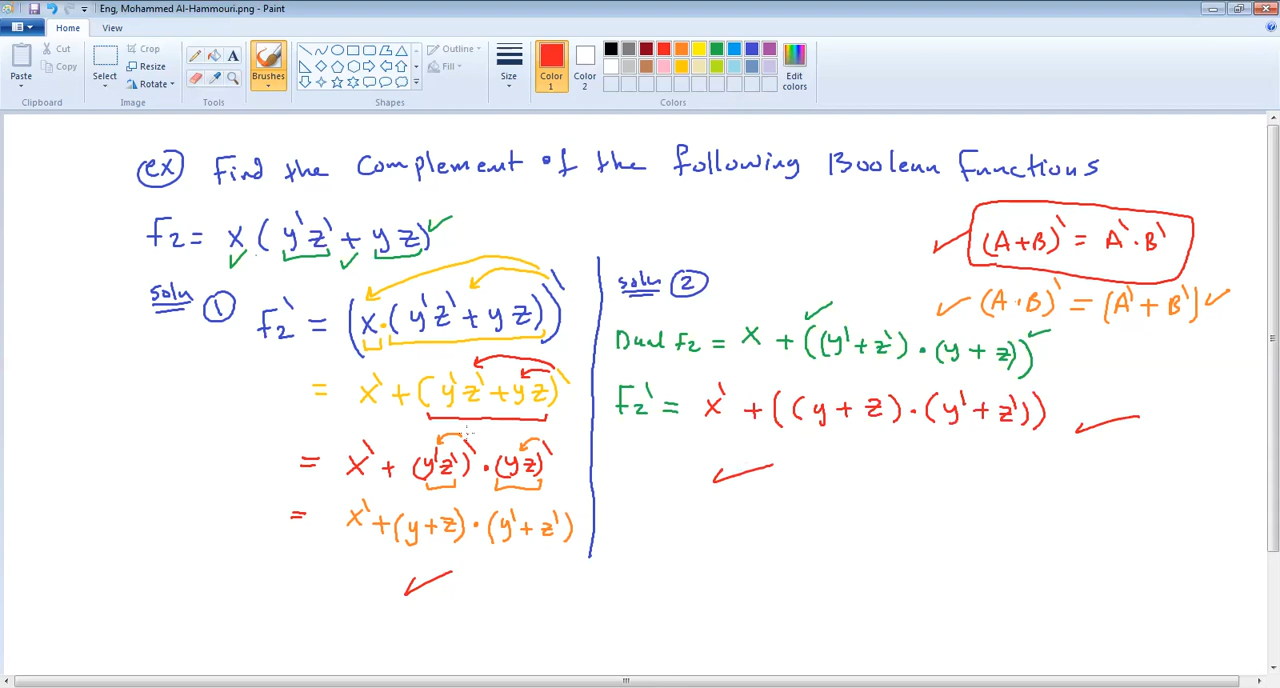 Eng, Mohammed Al-Hammouri.png - Paint
Home View
Paste Cut Copy Clipboard
Select Crop Resize Rotate Image
Tools
Brushes
Shapes Outline Fill
Size
Color 1 Color 2 Edit colors Colors
ex Find the Complement of the following Boolean Functions
F2 = x (y'z' + yz)
(A+B)' = A'·B'
(A·B)' = (A' + B')
soln 1
F2' = (x·(y'z' + yz))'
= x' + (y'z' + yz)'
= x' + (y'z')' · (yz)'
= x' + (y+z) · (y'+z')
soln 2
Dual F2 = x + ((y'+z') · (y+z))
F2' = x' + ((y+z) · (y'+z'))